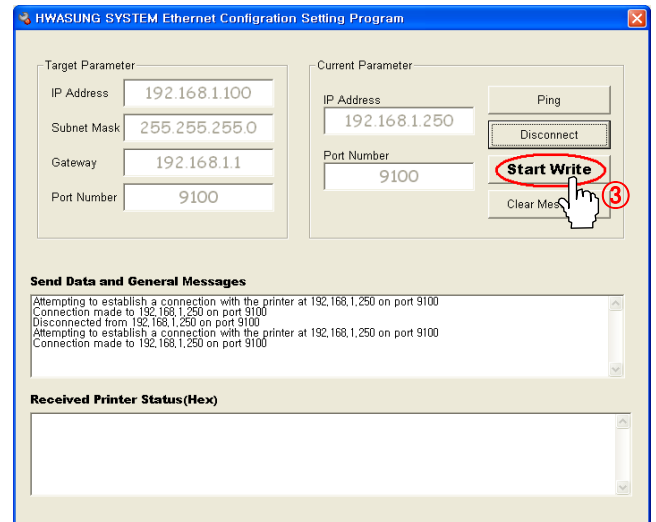 HWASUNG SYSTEM Ethernet Configration Setting Program
Target Parameter
IP Address 192.168.1.100
Subnet Mask 255.255.255.0
Gateway 192.168.1.1
Port Number 9100
Current Parameter
IP Address
192.168.1.250
Port Number
9100
Ping
Disconnect
Start Write
③
Clear Mes
Send Data and General Messages
Attempting to establish a connection with the printer at 192,168,1,250 on port 9100
Connection made to 192,168,1,250 on port 9100
Disconnected from 192,168,1,250 on port 9100
Attempting to establish a connection with the printer at 192,168,1,250 on port 9100
Connection made to 192,168,1,250 on port 9100
Received Printer Status(Hex)